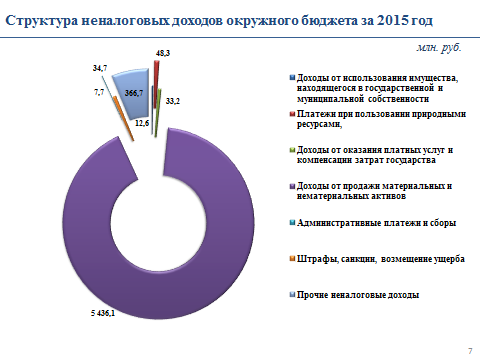 Структура неналоговых доходов окружного бюджета за 2015 год
млн. руб.
48,3
34,7
7,7
366,7
33,2
12,6
5 436,1
Доходы от использования имущества,
находящегося в государственной и
муниципальной собственности
Платежи при пользовании природными
ресурсами,
Доходы от оказания платных услуг и
компенсации затрат государства
Доходы от продажи материальных и
нематериальных активов
Административные платежи и сборы
Штрафы, санкции, возмещение ущерба
Прочие неналоговые доходы
7